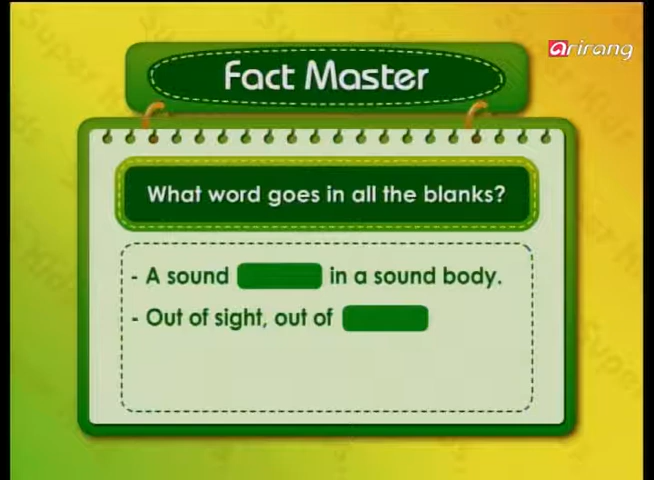 arirang
Fact Master
What word goes in all the blanks?
- A sound in a sound body.
- Out of sight, out of